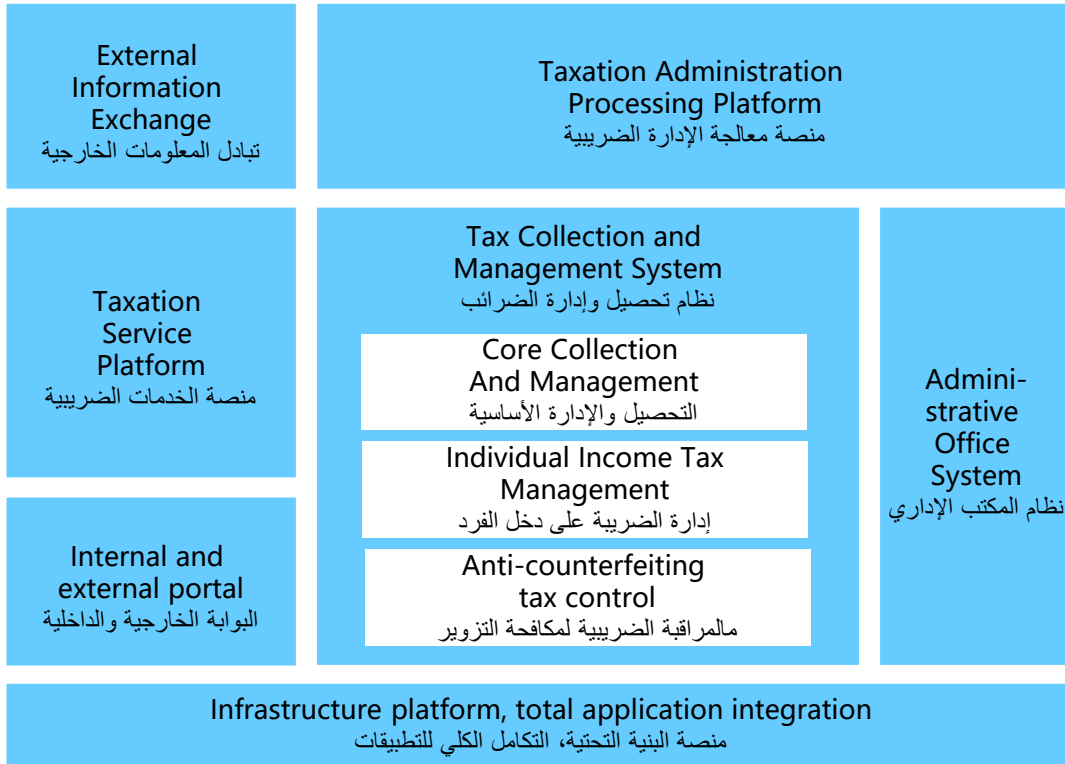 External
Information
Exchange
تبادل المعلومات الخارجية
Taxation Administration
Processing Platform
منصة معالجة الإدارة الضريبية
Taxation
Service
Platform
منصة الخدمات الضريبية
Tax Collection and
Management System
نظام تحصيل وإدارة الضرائب
Core Collection
And Management
التحصيل والإدارة الأساسية
Individual Income Tax
Management
إدارة الضريبة على دخل الفرد
Anti-counterfeiting
tax control
مالمراقبة الضريبية لمكافحة التزوير
Admini-
strative
Office
System
نظام المكتب الإداري
Internal and
external portal
البوابة الخارجية والداخلية
Infrastructure platform, total application integration
منصة البنية التحتية، التكامل الكلي للتطبيقات